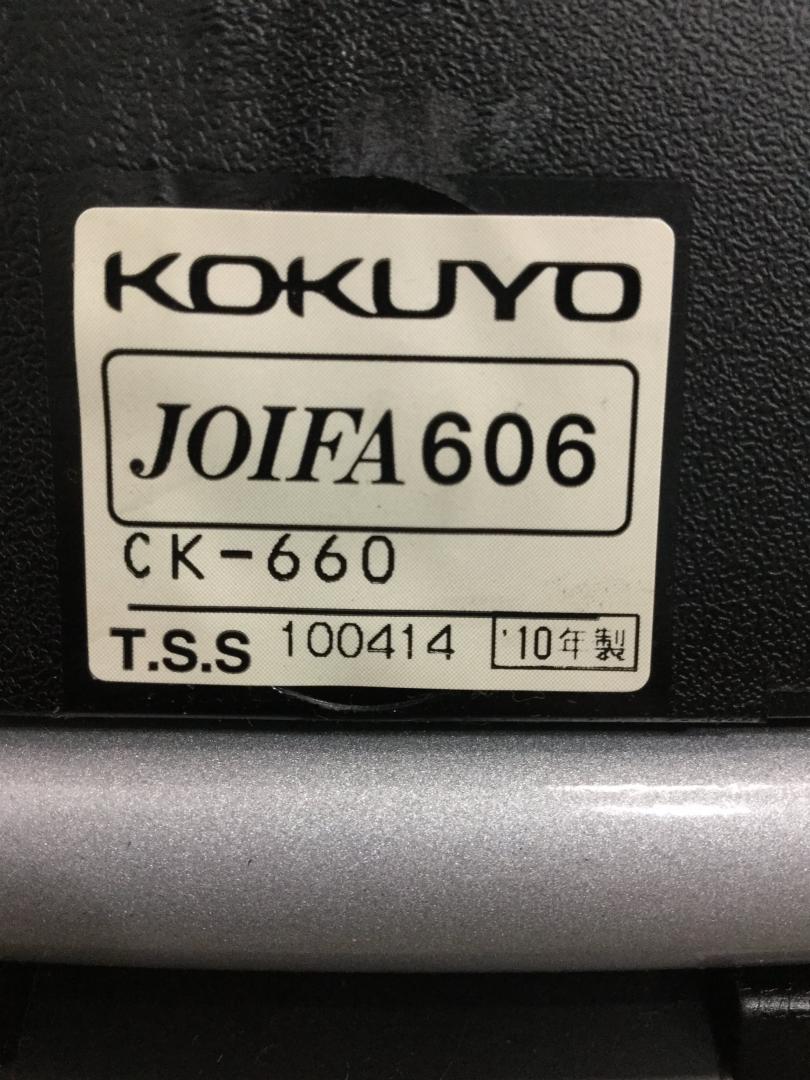 KOKUYO
JOIFA 606
CK-660
T.S.S 100414 '10年製